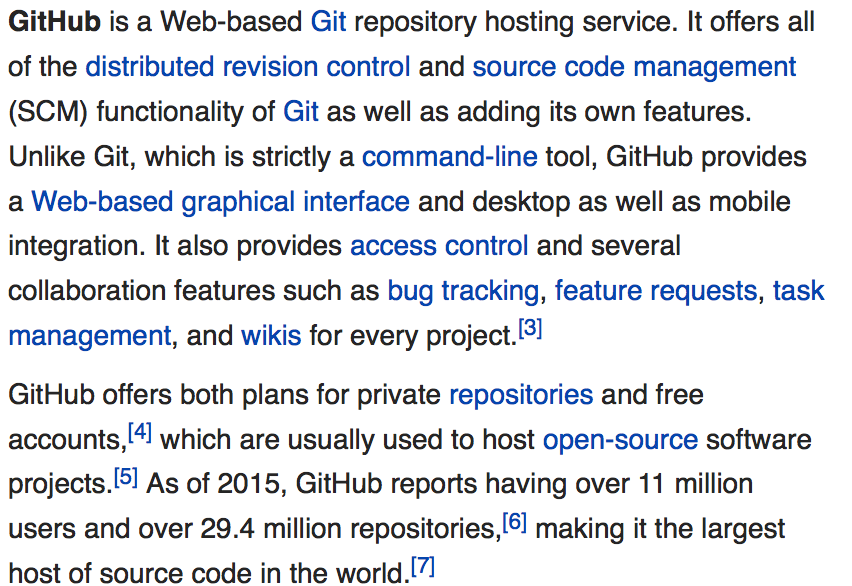 GitHub is a Web-based Git repository hosting service. It offers all
of the distributed revision control and source code management
(SCM) functionality of Git as well as adding its own features.
Unlike Git, which is strictly a command-line tool, GitHub provides
a Web-based graphical interface and desktop as well as mobile
integration. It also provides access control and several
collaboration features such as bug tracking, feature requests, task
management, and wikis for every project.[3]
GitHub offers both plans for private repositories and free
accounts,[4] which are usually used to host open-source software
projects.[5] As of 2015, GitHub reports having over 11 million
users and over 29.4 million repositories,[6] making it the largest
host of source code in the world.[7]